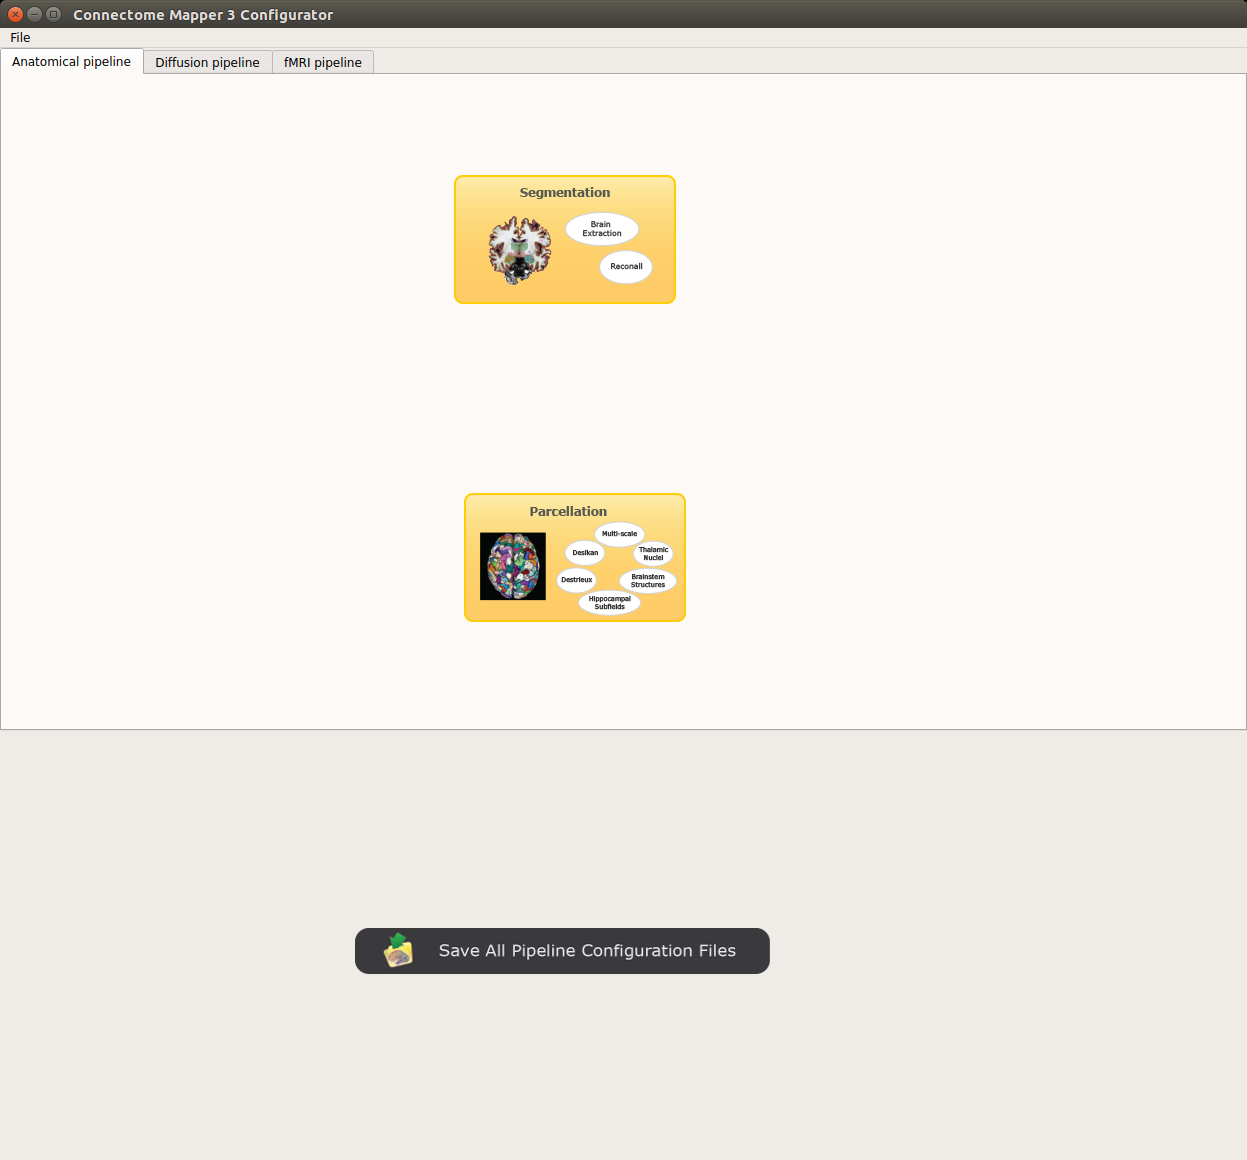 Connectome Mapper 3 Configurator
File
Anatomical pipeline
Diffusion pipeline
fMRI pipeline
Segmentation
Brain
Extraction
Reconall
Parcellation
Multi-scale
Desikan
Thalamic
Nuclei
Destrieux
Brainstem
Structures
Hippocampal
Subfields
Save All Pipeline Configuration Files